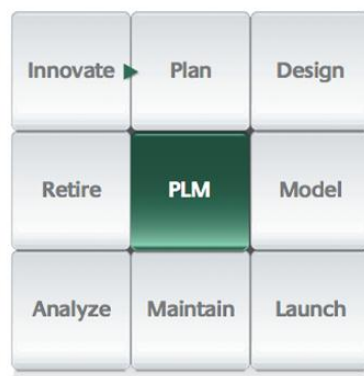 Innovate Plan Design
Retire PLM Model
Analyze Maintain Launch